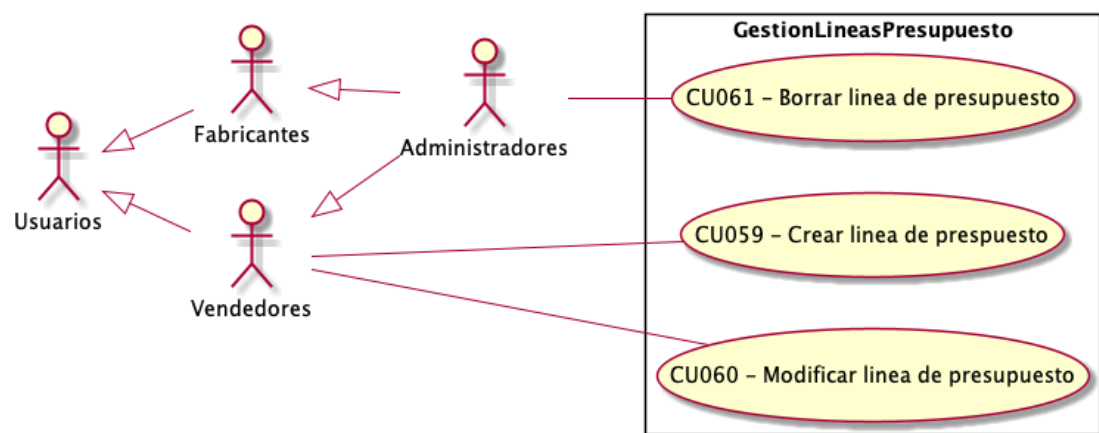 GestionLineasPresupuesto
CU061 – Borrar linea de presupuesto
Fabricantes
Administradores
Usuarios
CU059 – Crear linea de prespuesto
Vendedores
CU060 – Modificar linea de presupuesto